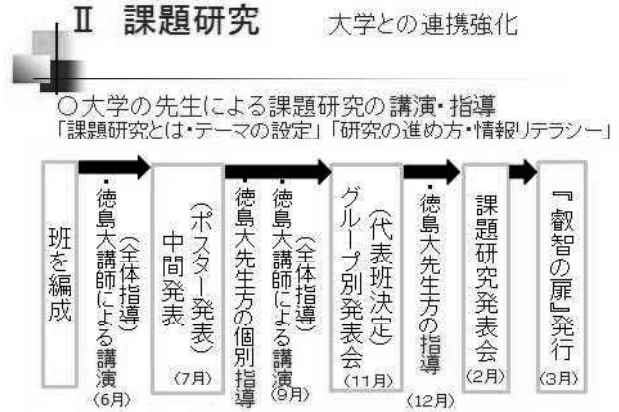 Ⅱ 課題研究
大学との連携強化
○大学の先生による課題研究の講演・指導
「課題研究とは・テーマの設定」「研究の進め方・情報リテラシー」
班を編成
・徳島大講師による講演
(全体指導)
(6月)
中間発表
(ポスター発表)
(7月)
・徳島大先生方の個別指導
・徳島大講師による講演
(全体指導)
(9月)
グループ別発表会
(代表班決定)
(11月)
・徳島大先生方の指導
(12月)
課題研究発表会
(2月)
『叡智の扉』発行
(3月)